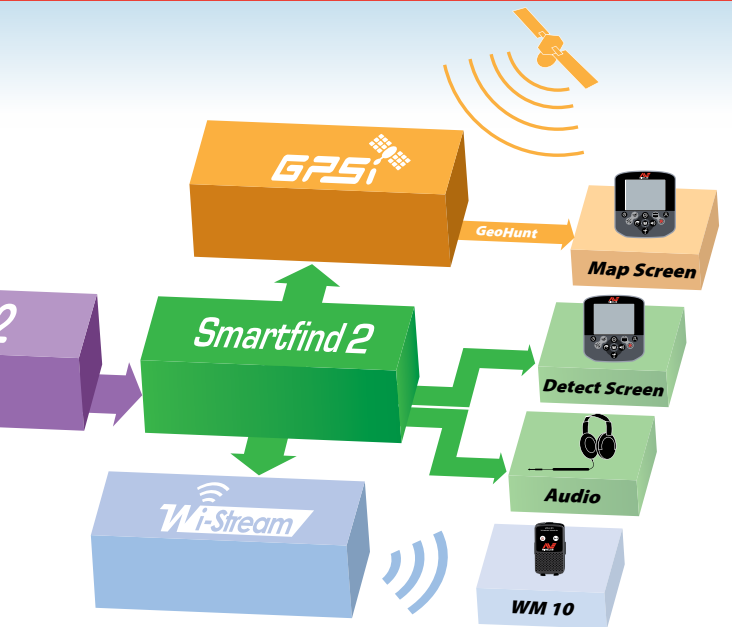 GPSi
GeoHunt
Map Screen
2
Smartfind 2
Detect Screen
Audio
Wi-Stream
WM 10